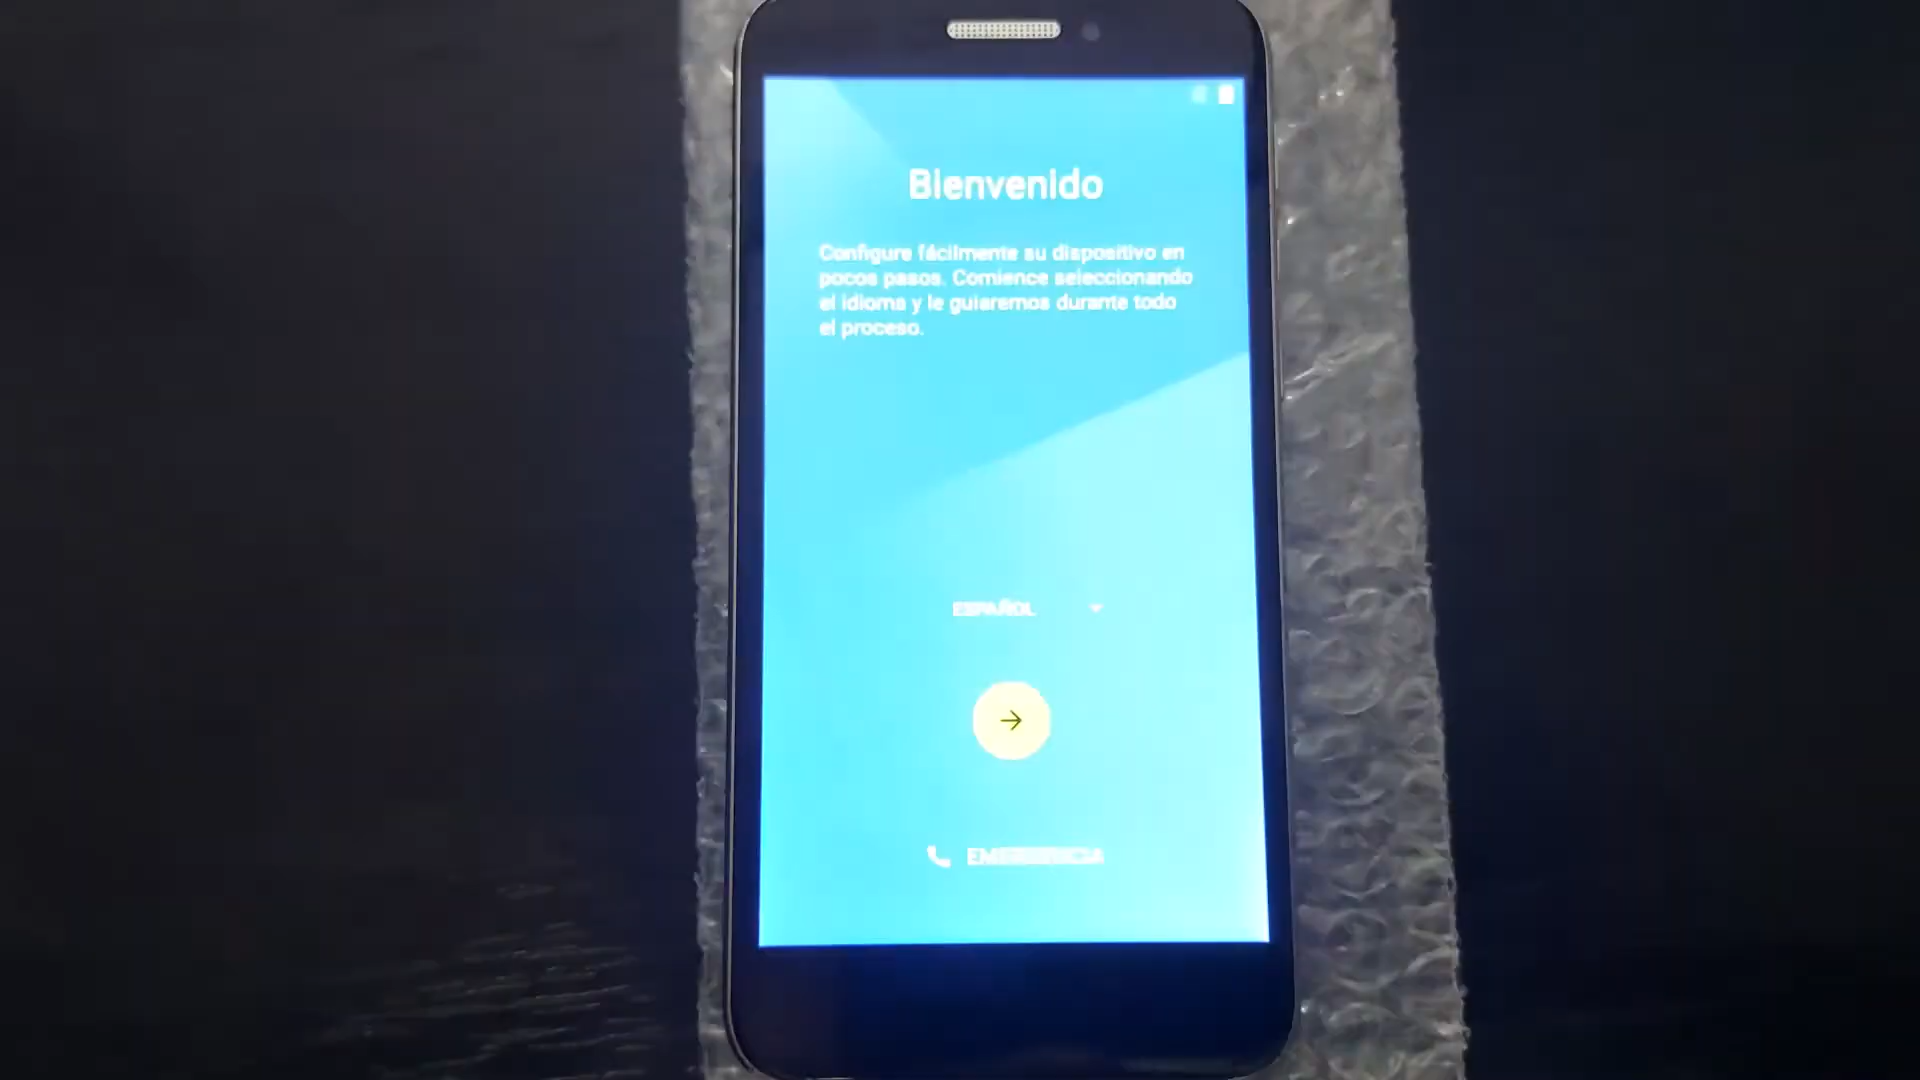 Bienvenido
Configure fácilmente su dispositivo en
pocos pasos. Comience seleccionando
el idioma y le guiaremos durante todo
el proceso.
ESPAÑOL
EMERGENCIA